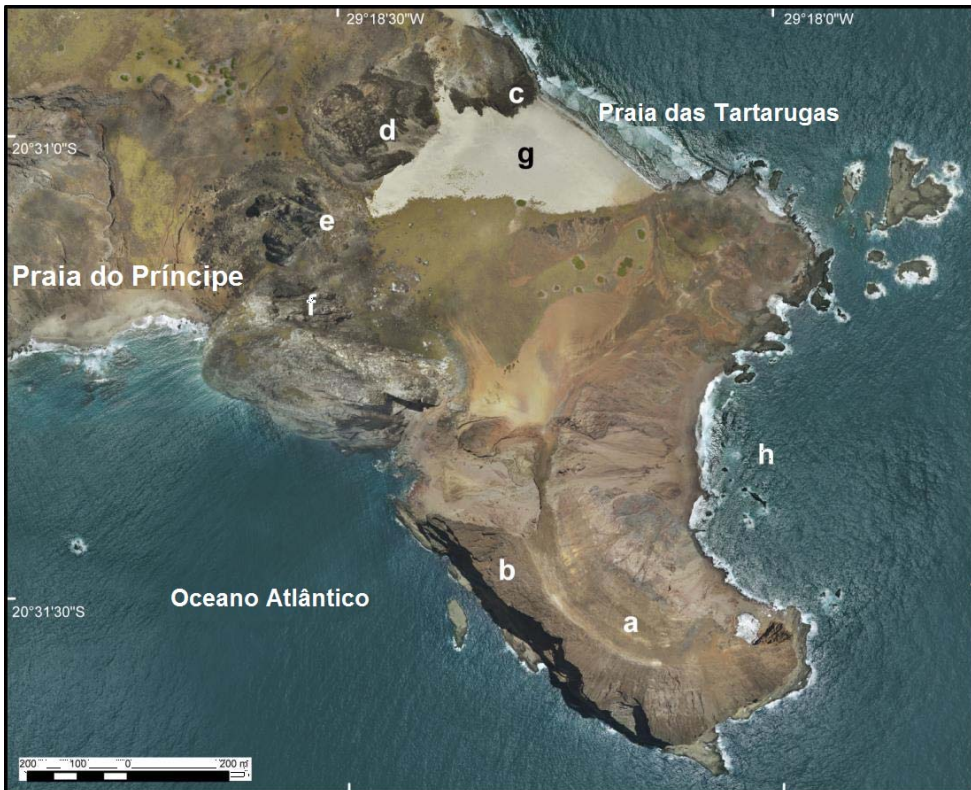 29°18'30"W
29°18'0"W
c
Praia das Tartarugas
d
20°31'0"S
g
e
Praia do Príncipe
f
h
b
Oceano Atlântico
20°31'30"S
a
200 100 0 200 m